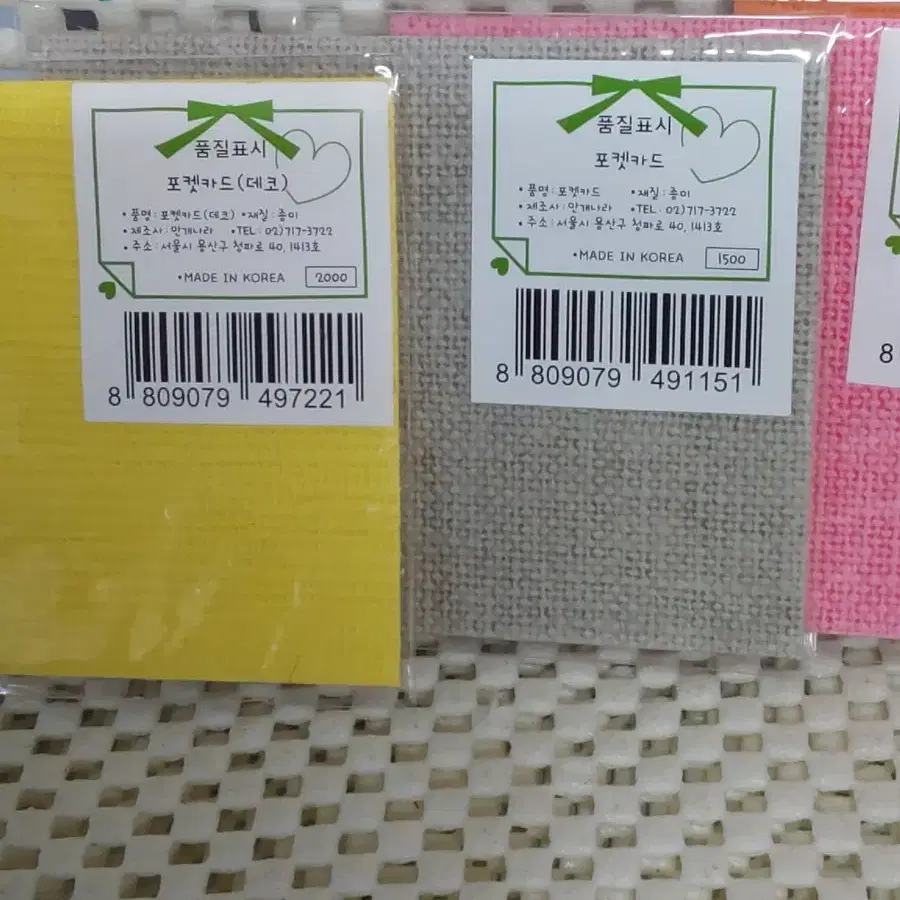 품질표시
포켓카드(데코)
• 품명 : 포켓카드(데코) • 재질 : 종이
• 제조사 : 안개나라 • TEL : 02)717-3722
• 주소 : 서울시 용산구 청파로 40, 1413호
•MADE IN KOREA 2000
8 809079 497221
품질표시
포켓카드
• 품명 : 포켓카드 • 재질 : 종이
• 제조사 : 안개나라 •TEL : 02)717-3722
• 주소 : 서울시 용산구 청파로 40, 1413호
•MADE IN KOREA 1500
8 809079 491151
8